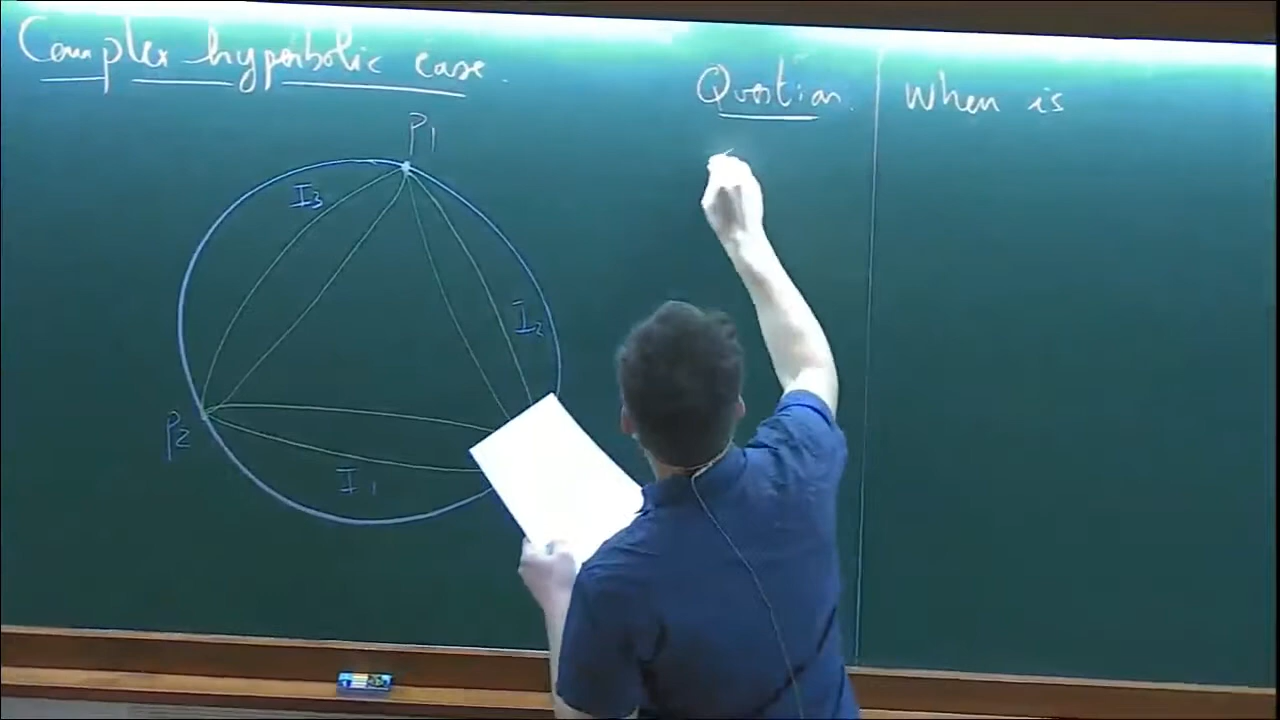 Complex hyperbolic case.
Question. When is
P1
I3
I2
P2
I1